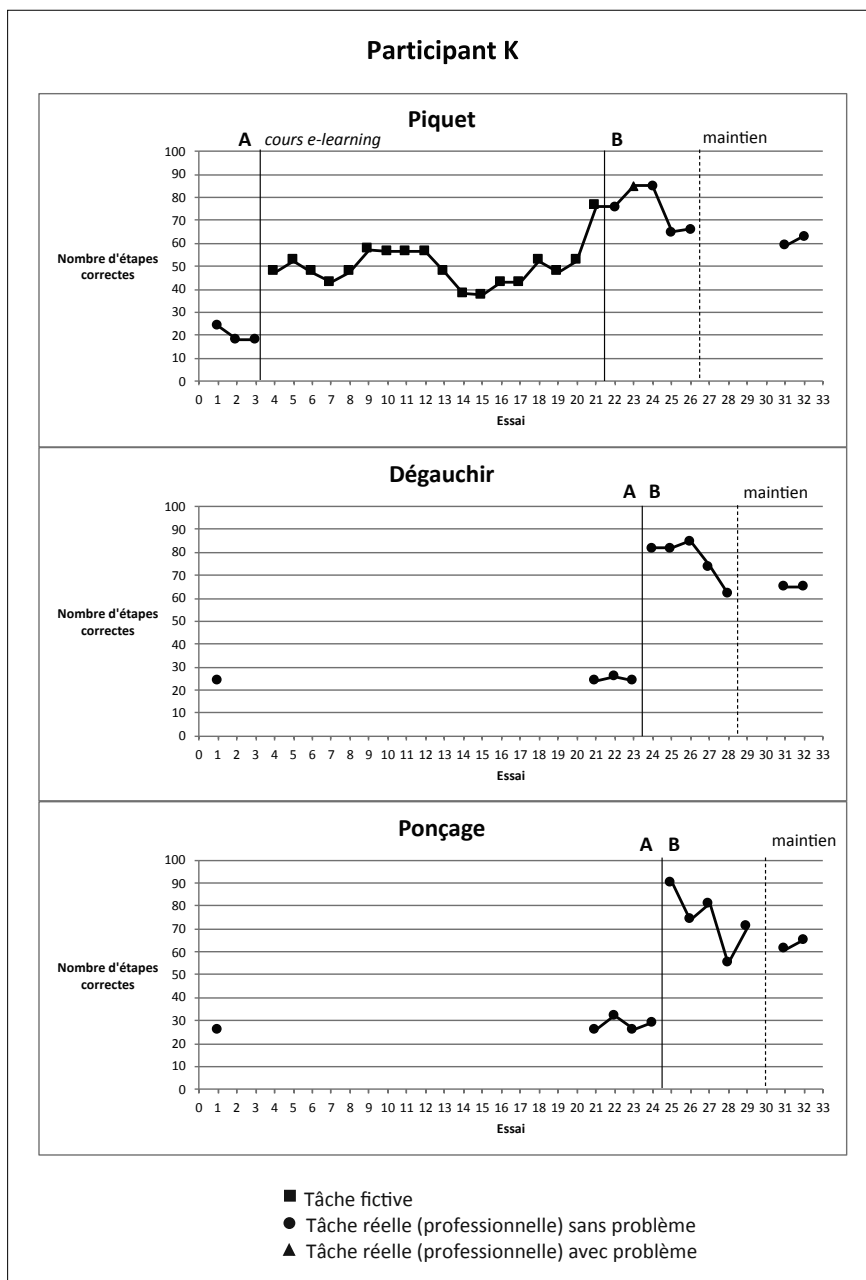 Participant K
Piquet
A cours e-learning B maintien
100
90
80
70
60
50
40
30
20
10
0
Nombre d'étapes
correctes
0 1 2 3 4 5 6 7 8 9 10 11 12 13 14 15 16 17 18 19 20 21 22 23 24 25 26 27 28 29 30 31 32 33
Essai
Dégauchir
A B maintien
100
90
80
70
60
50
40
30
20
10
0
Nombre d'étapes
correctes
0 1 2 3 4 5 6 7 8 9 10 11 12 13 14 15 16 17 18 19 20 21 22 23 24 25 26 27 28 29 30 31 32 33
Essai
Ponçage
A B maintien
100
90
80
70
60
50
40
30
20
10
0
Nombre d'étapes
correctes
0 1 2 3 4 5 6 7 8 9 10 11 12 13 14 15 16 17 18 19 20 21 22 23 24 25 26 27 28 29 30 31 32 33
Essai
Tâche fictive
Tâche réelle (professionnelle) sans problème
Tâche réelle (professionnelle) avec problème